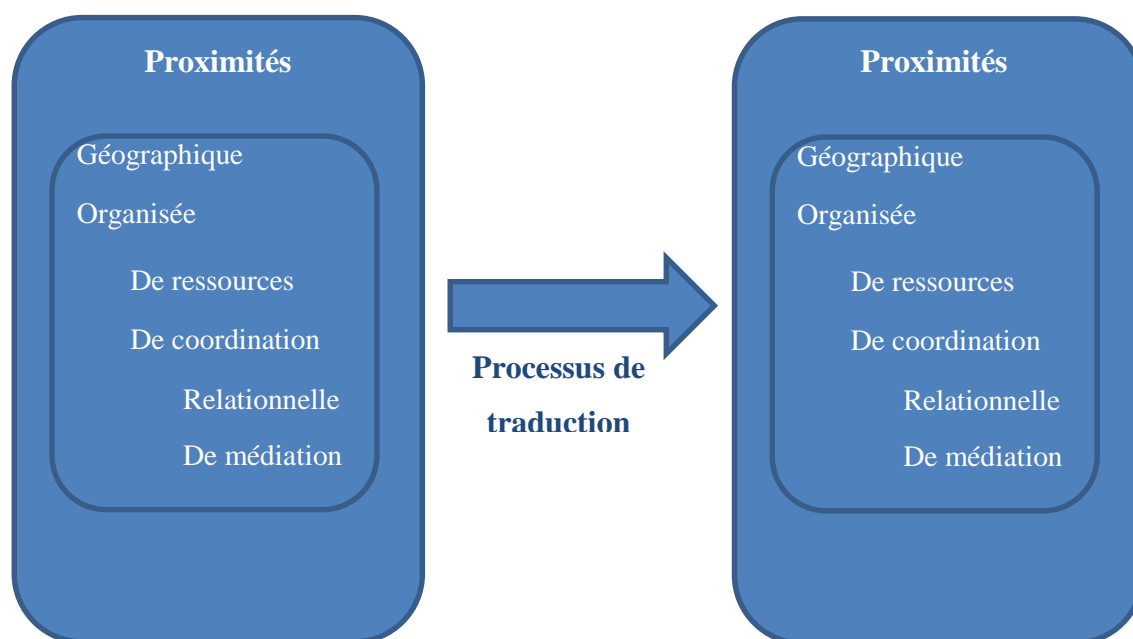 Proximités
Géographique
Organisée
De ressources
De coordination
Relationnelle
De médiation
Processus de
traduction
Proximités
Géographique
Organisée
De ressources
De coordination
Relationnelle
De médiation